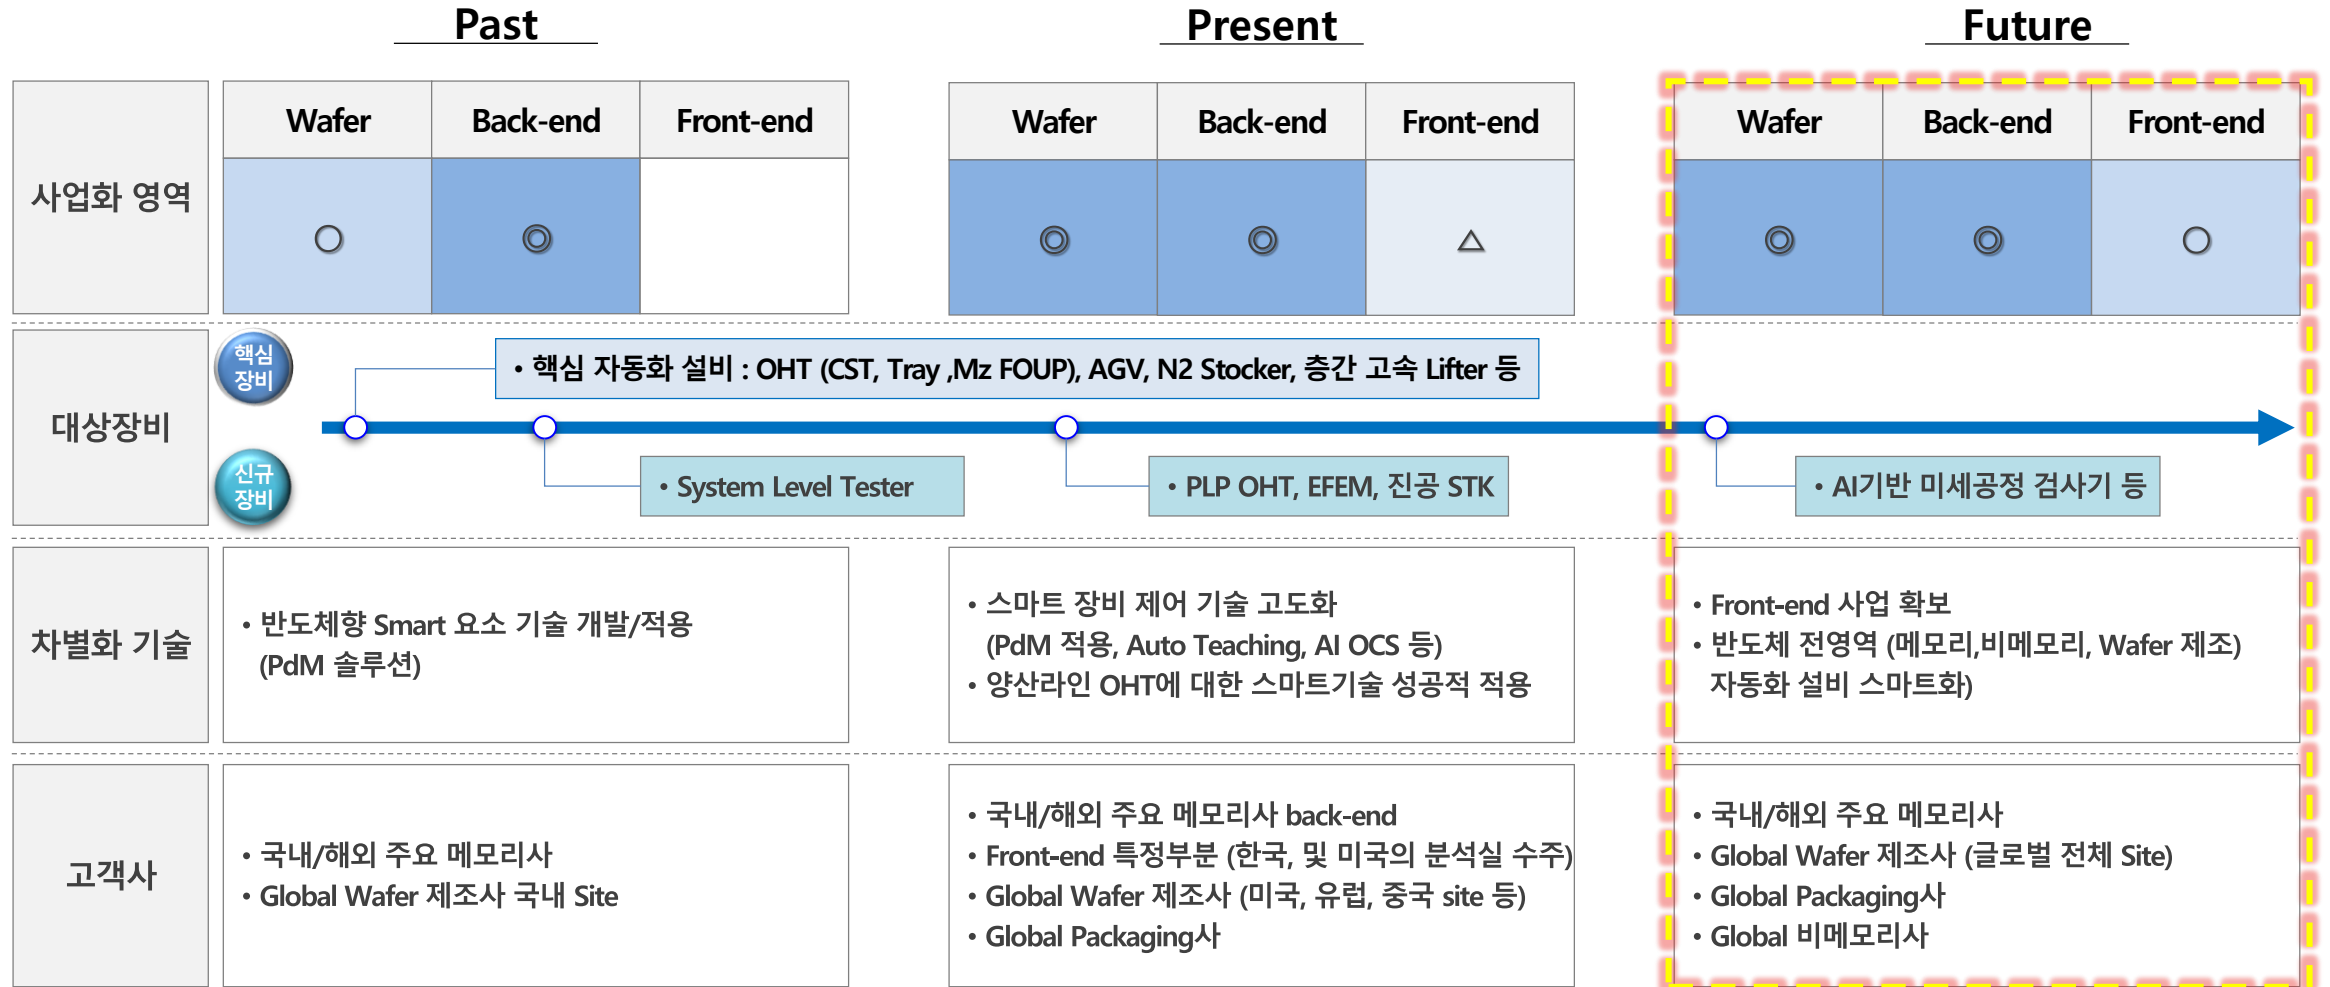 Past
Present
Future
사업화 영역
Wafer
Back-end
Front-end
○
◎
Wafer
Back-end
Front-end
◎
◎
△
Wafer
Back-end
Front-end
◎
◎
○
대상장비
핵심
장비
• 핵심 자동화 설비 : OHT (CST, Tray ,Mz FOUP), AGV, N2 Stocker, 층간 고속 Lifter 등
신규
장비
• System Level Tester
• PLP OHT, EFEM, 진공 STK
• AI기반 미세공정 검사기 등
차별화 기술
• 반도체향 Smart 요소 기술 개발/적용
(PdM 솔루션)
• 스마트 장비 제어 기술 고도화
(PdM 적용, Auto Teaching, AI OCS 등)
• 양산라인 OHT에 대한 스마트기술 성공적 적용
• Front-end 사업 확보
• 반도체 전영역 (메모리,비메모리, Wafer 제조)
자동화 설비 스마트화)
고객사
• 국내/해외 주요 메모리사
• Global Wafer 제조사 국내 Site
• 국내/해외 주요 메모리사 back-end
• Front-end 특정부분 (한국, 및 미국의 분석실 수주)
• Global Wafer 제조사 (미국, 유럽, 중국 site 등)
• Global Packaging사
• 국내/해외 주요 메모리사
• Global Wafer 제조사 (글로벌 전체 Site)
• Global Packaging사
• Global 비메모리사